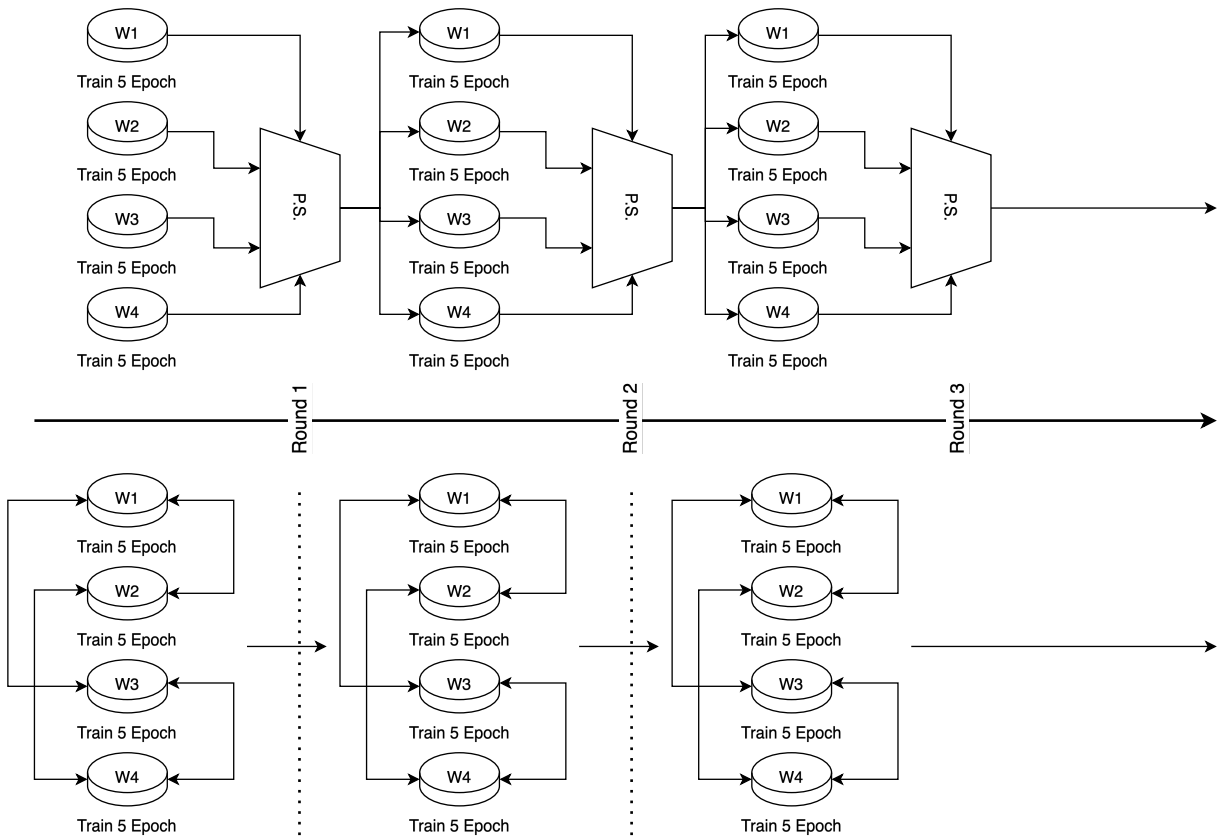 W1
Train 5 Epoch
W2
Train 5 Epoch
W3
Train 5 Epoch
W4
Train 5 Epoch
P.S.
W1
Train 5 Epoch
W2
Train 5 Epoch
W3
Train 5 Epoch
W4
Train 5 Epoch
P.S.
W1
Train 5 Epoch
W2
Train 5 Epoch
W3
Train 5 Epoch
W4
Train 5 Epoch
P.S.
Round 1
Round 2
Round 3
W1
Train 5 Epoch
W2
Train 5 Epoch
W3
Train 5 Epoch
W4
Train 5 Epoch
W1
Train 5 Epoch
W2
Train 5 Epoch
W3
Train 5 Epoch
W4
Train 5 Epoch
W1
Train 5 Epoch
W2
Train 5 Epoch
W3
Train 5 Epoch
W4
Train 5 Epoch